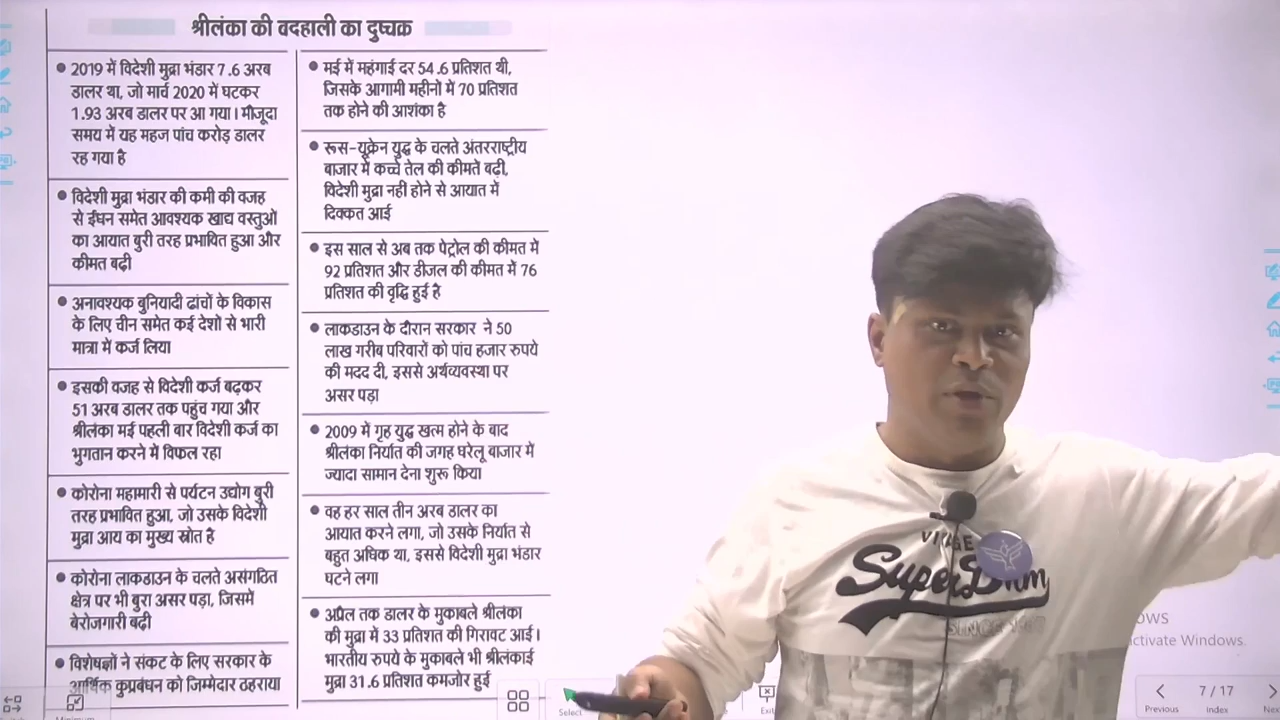 श्रीलंका की बदहाली का दुष्चक्र
2019 में विदेशी मुद्रा भंडार 7.6 अरब
डालर था, जो मार्च 2020 में घटकर
1.93 अरब डालर पर आ गया। मौजूदा
समय में यह महज पांच करोड़ डालर
रह गया है
विदेशी मुद्रा भंडार की कमी की वजह
से ईंधन समेत आवश्यक खाद्य वस्तुओं
का आयात बुरी तरह प्रभावित हुआ और
कीमत बढ़ी
अनावश्यक बुनियादी ढांचों के विकास
के लिए चीन समेत कई देशों से भारी
मात्रा में कर्ज लिया
इसकी वजह से विदेशी कर्ज बढ़कर
51 अरब डालर तक पहुंच गया और
श्रीलंका मई पहली बार विदेशी कर्ज का
भुगतान करने में विफल रहा
कोरोना महामारी से पर्यटन उद्योग बुरी
तरह प्रभावित हुआ, जो उसके विदेशी
मुद्रा आय का मुख्य स्रोत है
कोरोना लाकडाउन के चलते असंगठित
क्षेत्र पर भी बुरा असर पड़ा, जिसमें
बेरोजगारी बढ़ी
विशेषज्ञों ने संकट के लिए सरकार के
आर्थिक कुप्रबंधन को जिम्मेदार ठहराया
मई में महंगाई दर 54.6 प्रतिशत थी,
जिसके आगामी महीनों में 70 प्रतिशत
तक होने की आशंका है
रूस-यूक्रेन युद्ध के चलते अंतरराष्ट्रीय
बाजार में कच्चे तेल की कीमतें बढ़ी,
विदेशी मुद्रा नहीं होने से आयात में
दिक्कत आई
इस साल से अब तक पेट्रोल की कीमत में
92 प्रतिशत और डीजल की कीमत में 76
प्रतिशत की वृद्धि हुई है
लाकडाउन के दौरान सरकार ने 50
लाख गरीब परिवारों को पांच हजार रुपये
की मदद दी, इससे अर्थव्यवस्था पर
असर पड़ा
2009 में गृह युद्ध खत्म होने के बाद
श्रीलंका निर्यात की जगह घरेलू बाजार में
ज्यादा सामान देना शुरू किया
वह हर साल तीन अरब डालर का
आयात करने लगा, जो उसके निर्यात से
बहुत अधिक था, इससे विदेशी मुद्रा भंडार
घटने लगा
अप्रैल तक डालर के मुकाबले श्रीलंका
की मुद्रा में 33 प्रतिशत की गिरावट आई।
भारतीय रुपये के मुकाबले भी श्रीलंकाई
मुद्रा 31.6 प्रतिशत कमजोर हुई
SuperDhm
SINCE
ctivate Windows.
Select
Exit
Previous
7 / 17
Index